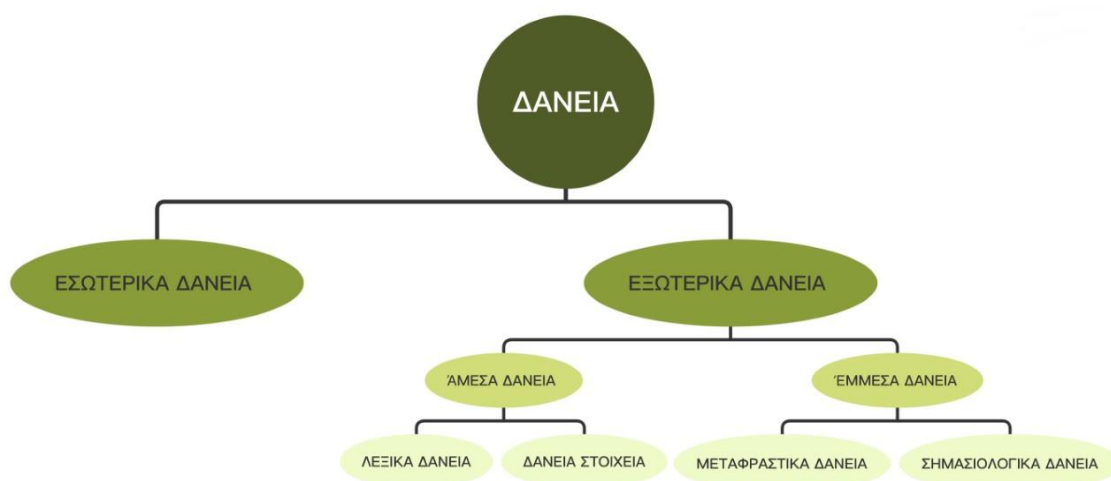 ΔΑΝΕΙΑ
ΕΣΩΤΕΡΙΚΑ ΔΑΝΕΙΑ
ΕΞΩΤΕΡΙΚΑ ΔΑΝΕΙΑ
ΆΜΕΣΑ ΔΑΝΕΙΑ
ΈΜΜΕΣΑ ΔΑΝΕΙΑ
ΛΕΞΙΚΑ ΔΑΝΕΙΑ
ΔΑΝΕΙΑ ΣΤΟΙΧΕΙΑ
ΜΕΤΑΦΡΑΣΤΙΚΑ ΔΑΝΕΙΑ
ΣΗΜΑΣΙΟΛΟΓΙΚΑ ΔΑΝΕΙΑ